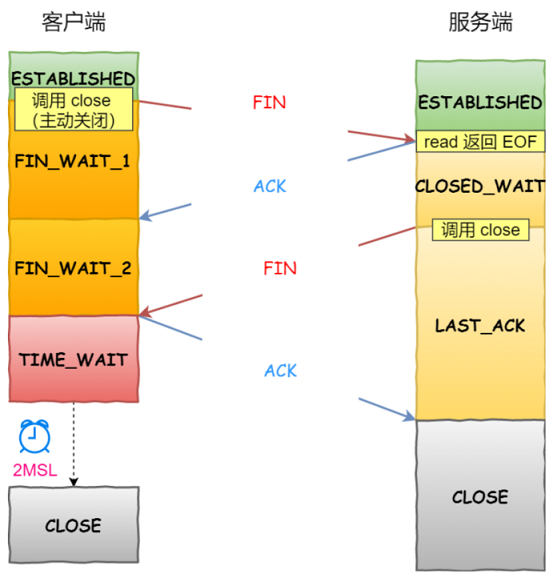 客户端
服务端
ESTABLISHED
调用 close
（主动关闭）
FIN
ESTABLISHED
read 返回 EOF
FIN_WAIT_1
ACK
CLOSED_WAIT
调用 close
FIN_WAIT_2
FIN
LAST_ACK
TIME_WAIT
ACK
2MSL
CLOSE
CLOSE